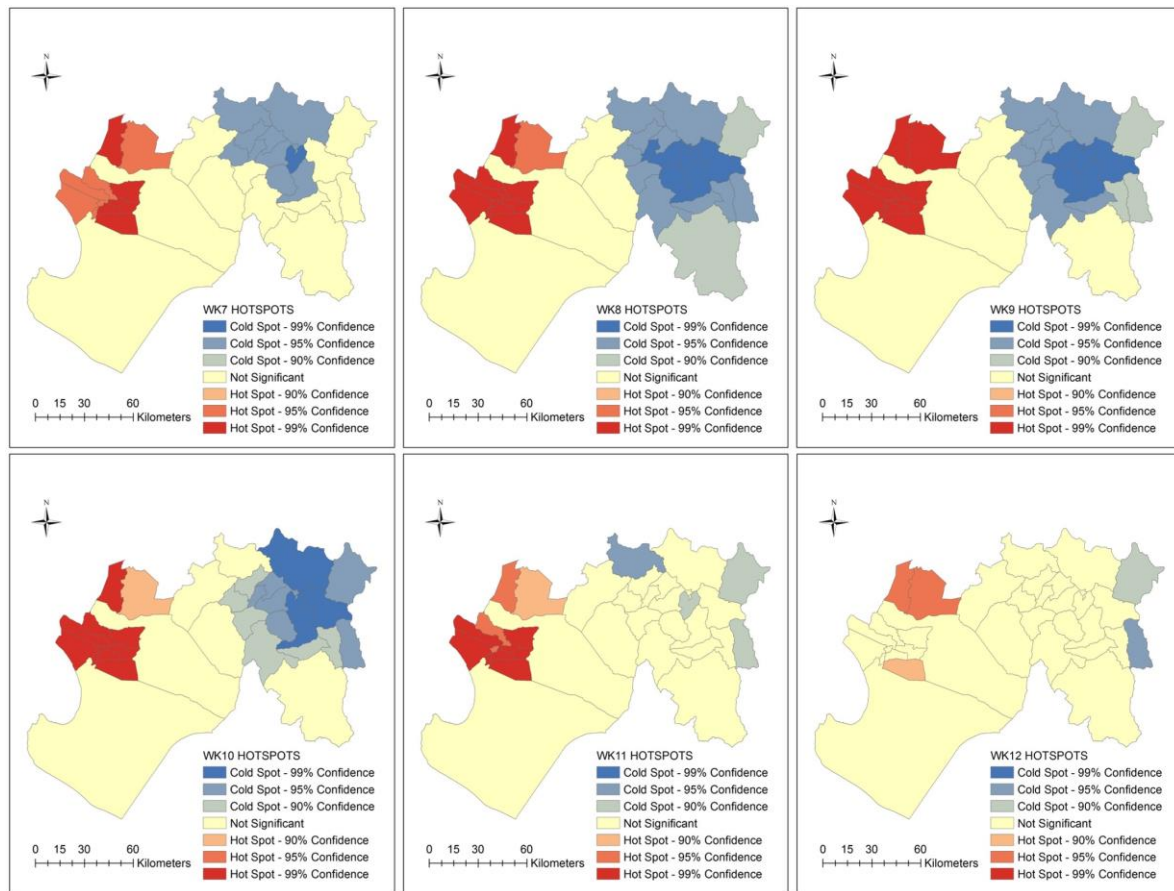 N
WK7 HOTSPOTS
Cold Spot - 99% Confidence
Cold Spot - 95% Confidence
Cold Spot - 90% Confidence
Not Significant
Hot Spot - 90% Confidence
Hot Spot - 95% Confidence
Hot Spot - 99% Confidence
0 15 30 60
Kilometers
N
WK8 HOTSPOTS
Cold Spot - 99% Confidence
Cold Spot - 95% Confidence
Cold Spot - 90% Confidence
Not Significant
Hot Spot - 90% Confidence
Hot Spot - 95% Confidence
Hot Spot - 99% Confidence
0 15 30 60
Kilometers
N
WK9 HOTSPOTS
Cold Spot - 99% Confidence
Cold Spot - 95% Confidence
Cold Spot - 90% Confidence
Not Significant
Hot Spot - 90% Confidence
Hot Spot - 95% Confidence
Hot Spot - 99% Confidence
0 15 30 60
Kilometers
N
WK10 HOTSPOTS
Cold Spot - 99% Confidence
Cold Spot - 95% Confidence
Cold Spot - 90% Confidence
Not Significant
Hot Spot - 90% Confidence
Hot Spot - 95% Confidence
Hot Spot - 99% Confidence
0 15 30 60
Kilometers
N
WK11 HOTSPOTS
Cold Spot - 99% Confidence
Cold Spot - 95% Confidence
Cold Spot - 90% Confidence
Not Significant
Hot Spot - 90% Confidence
Hot Spot - 95% Confidence
Hot Spot - 99% Confidence
0 15 30 60
Kilometers
N
WK12 HOTSPOTS
Cold Spot - 99% Confidence
Cold Spot - 95% Confidence
Cold Spot - 90% Confidence
Not Significant
Hot Spot - 90% Confidence
Hot Spot - 95% Confidence
Hot Spot - 99% Confidence
0 15 30 60
Kilometers